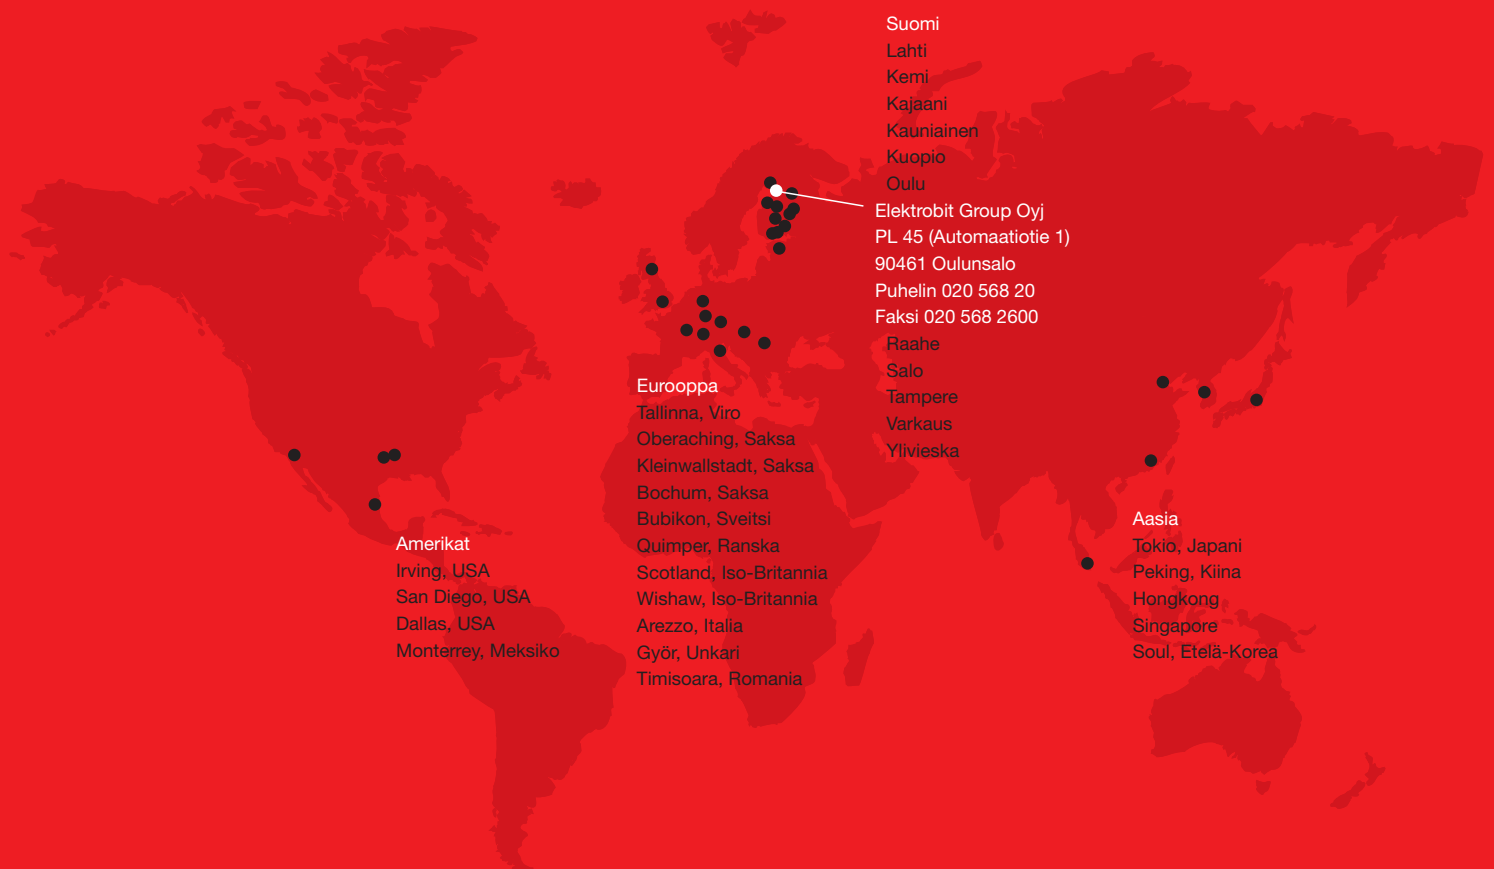 Suomi
Lahti
Kemi
Kajaani
Kauniainen
Kuopio
Oulu
Elektrobit Group Oyj
PL 45 (Automaatiotie 1)
90461 Oulunsalo
Puhelin 020 568 20
Faksi 020 568 2600
Raahe
Salo
Tampere
Varkaus
Ylivieska
Eurooppa
Tallinna, Viro
Oberaching, Saksa
Kleinwallstadt, Saksa
Bochum, Saksa
Bubikon, Sveitsi
Quimper, Ranska
Scotland, Iso-Britannia
Wishaw, Iso-Britannia
Arezzo, Italia
Györ, Unkari
Timisoara, Romania
Amerikat
Irving, USA
San Diego, USA
Dallas, USA
Monterrey, Meksiko
Aasia
Tokio, Japani
Peking, Kiina
Hongkong
Singapore
Soul, Etelä-Korea